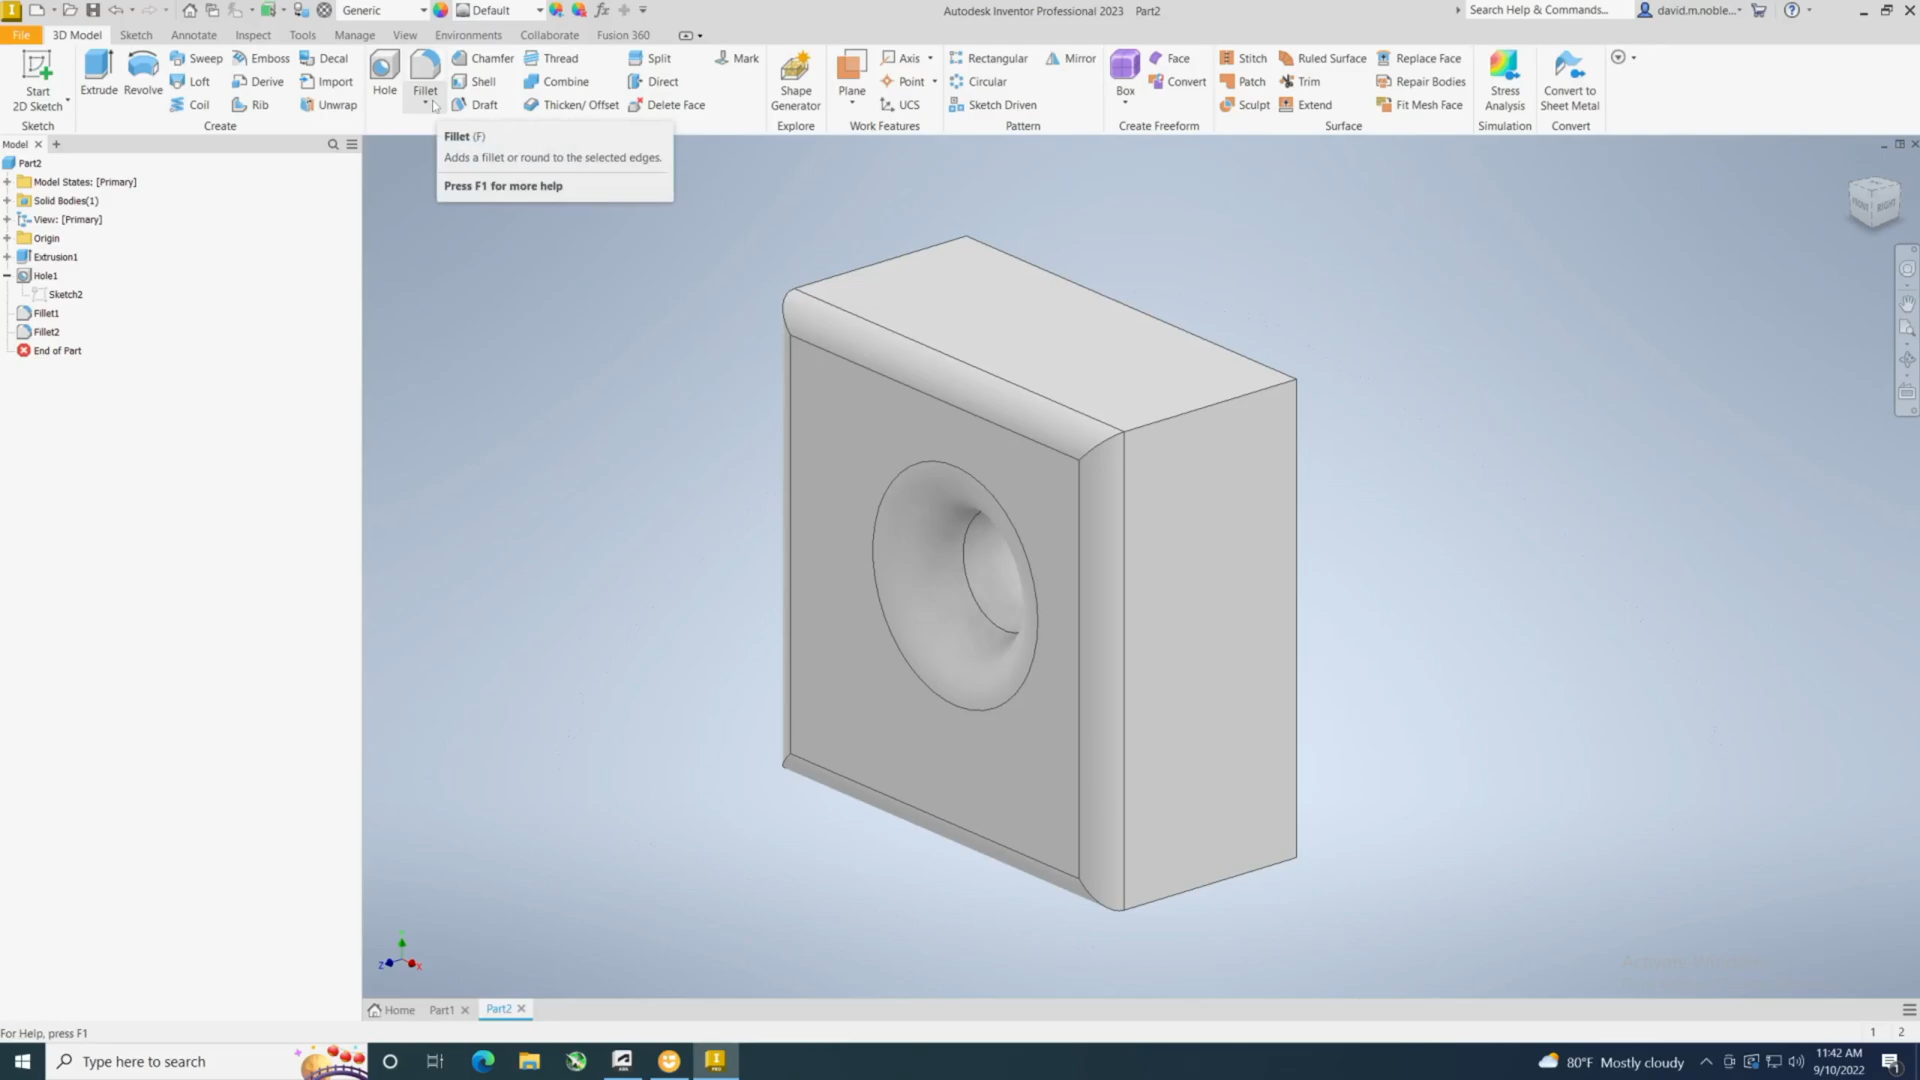 Generic
Default
Autodesk Inventor Professional 2023 Part2
Search Help & Commands...
david.m.noble...
File
3D Model
Sketch
Annotate
Inspect
Tools
Manage
View
Environments
Collaborate
Fusion 360
Start
2D Sketch
Sketch
Extrude
Revolve
Sweep
Loft
Coil
Emboss
Derive
Rib
Decal
Import
Unwrap
Create
Hole
Fillet
Chamfer
Shell
Draft
Thread
Combine
Thicken/ Offset
Split
Direct
Delete Face
Mark
Shape
Generator
Explore
Plane
Axis
Point
UCS
Work Features
Rectangular
Circular
Sketch Driven
Mirror
Pattern
Box
Face
Convert
Create Freeform
Stitch
Patch
Sculpt
Ruled Surface
Trim
Extend
Replace Face
Repair Bodies
Fit Mesh Face
Surface
Stress
Analysis
Simulation
Convert to
Sheet Metal
Convert
Fillet (F)
Adds a fillet or round to the selected edges.
Press F1 for more help
Model
Part2
Model States: [Primary]
Solid Bodies(1)
View: [Primary]
Origin
Extrusion1
Hole1
Sketch2
Fillet1
Fillet2
End of Part
FRONT
RIGHT
Z
X
Home
Part1
Part2
For Help, press F1
1 2
Type here to search
PRO
80°F Mostly cloudy
11:42 AM
9/10/2022
1